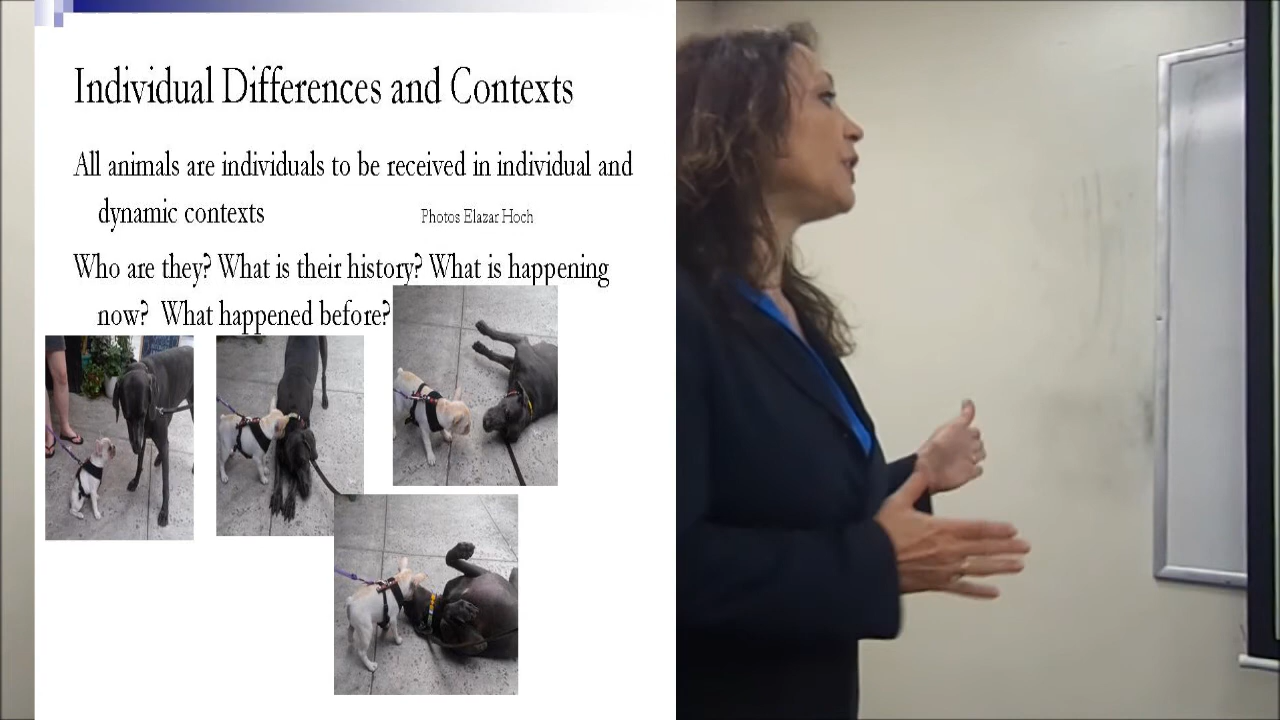 Individual Differences and Contexts
All animals are individuals to be received in individual and
dynamic contexts
Photos Elazar Hoch
Who are they? What is their history? What is happening
now?  What happened before?